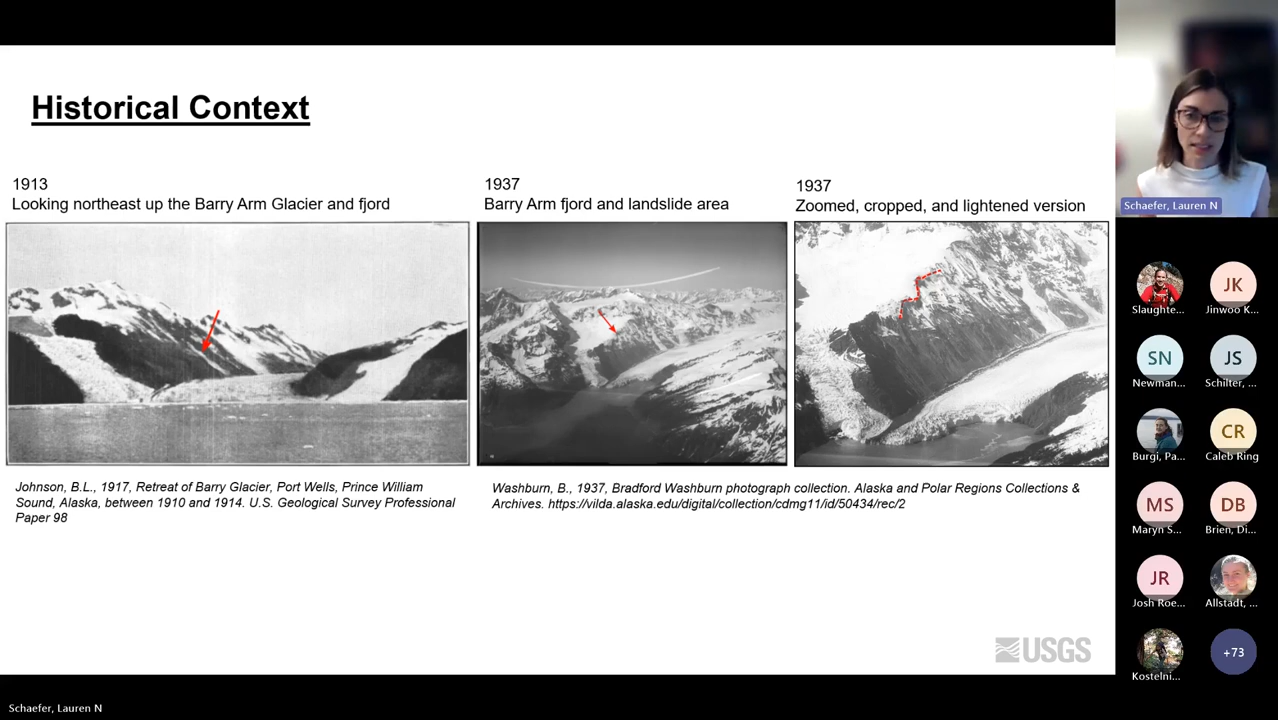 Historical Context
1913
Looking northeast up the Barry Arm Glacier and fjord
1937
Barry Arm fjord and landslide area
1937
Zoomed, cropped, and lightened version
Johnson, B.L., 1917, Retreat of Barry Glacier, Port Wells, Prince William
Sound, Alaska, between 1910 and 1914. U.S. Geological Survey Professional
Paper 98
Washburn, B., 1937, Bradford Washburn photograph collection. Alaska and Polar Regions Collections &
Archives. https://vilda.alaska.edu/digital/collection/cdmg11/id/50434/rec/2
USGS
Schaefer, Lauren N
Slaughte...
JK
Jinwoo K...
SN
Newman...
JS
Schilter, ...
Burgi, Pa...
CR
Caleb Ring
MS
Maryn S...
DB
Brien, Di...
JR
Josh Roe...
Allstadt, ...
Kostelni...
+73
Schaefer, Lauren N